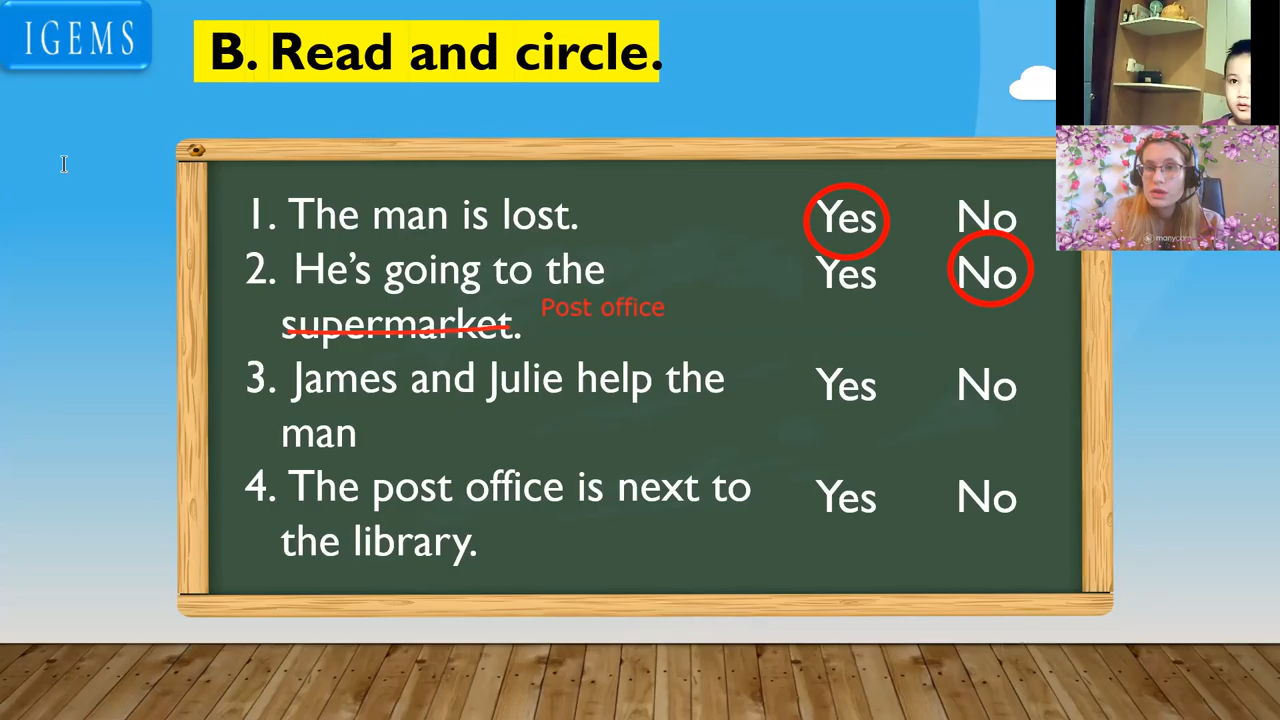 IGEMS
B. Read and circle.
1. The man is lost. Yes No
2. He's going to the Yes No
supermarket. Post office
3. James and Julie help the Yes No
man
4. The post office is next to Yes No
the library.
manycam